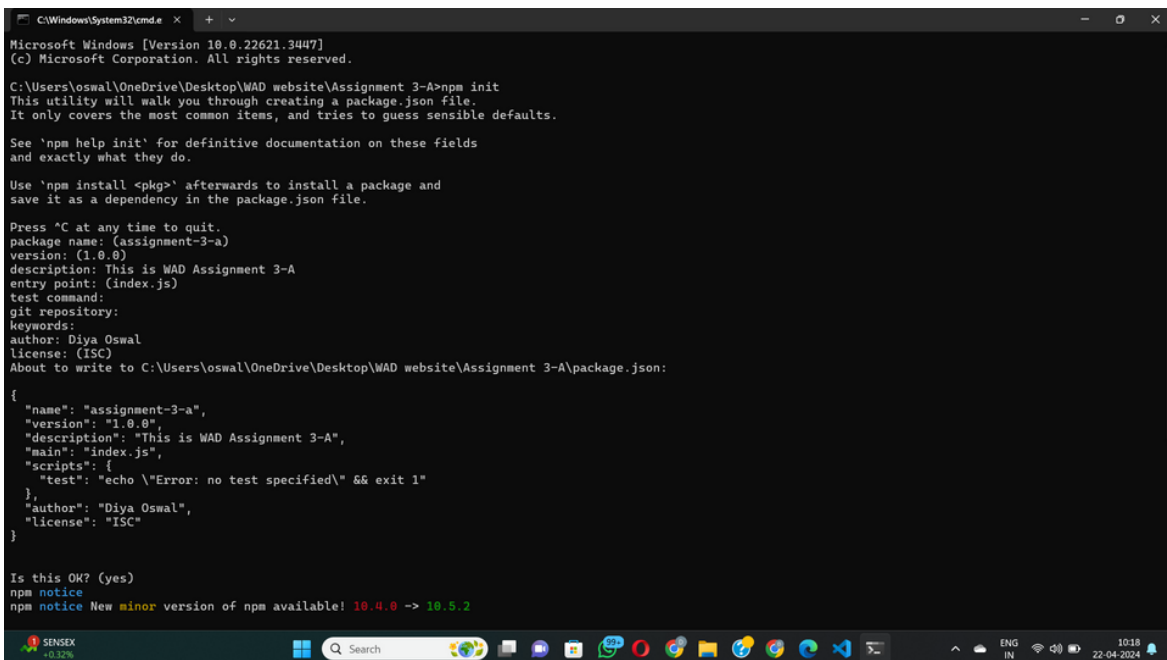 C:\Windows\System32\cmd.e
Microsoft Windows [Version 10.0.22621.3447]
(c) Microsoft Corporation. All rights reserved.
C:\Users\oswal\OneDrive\Desktop\WAD website\Assignment 3-A>npm init
This utility will walk you through creating a package.json file.
It only covers the most common items, and tries to guess sensible defaults.
See `npm help init` for definitive documentation on these fields
and exactly what they do.
Use `npm install <pkg>` afterwards to install a package and
save it as a dependency in the package.json file.
Press ^C at any time to quit.
package name: (assignment-3-a)
version: (1.0.0)
description: This is WAD Assignment 3-A
entry point: (index.js)
test command:
git repository:
keywords:
author: Diya Oswal
license: (ISC)
About to write to C:\Users\oswal\OneDrive\Desktop\WAD website\Assignment 3-A\package.json:
{
  "name": "assignment-3-a",
  "version": "1.0.0",
  "description": "This is WAD Assignment 3-A",
  "main": "index.js",
  "scripts": {
    "test": "echo \"Error: no test specified\" && exit 1"
  },
  "author": "Diya Oswal",
  "license": "ISC"
}
Is this OK? (yes)
npm notice
npm notice New minor version of npm available! 10.4.0 -> 10.5.2
1 SENSEX
+0.32%
Search
99+
ENG
IN
10:18
22-04-2024